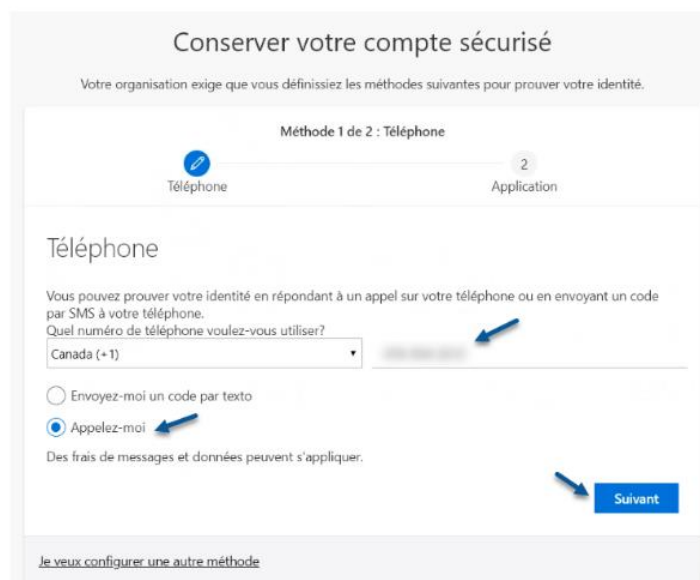 Conserver votre compte sécurisé
Votre organisation exige que vous définissiez les méthodes suivantes pour prouver votre identité.
Méthode 1 de 2 : Téléphone
2
Téléphone
Application
Téléphone
Vous pouvez prouver votre identité en répondant à un appel sur votre téléphone ou en envoyant un code
par SMS à votre téléphone.
Quel numéro de téléphone voulez-vous utiliser?
Canada (+1)
Envoyez-moi un code par texto
Appelez-moi
Des frais de messages et données peuvent s'appliquer.
Suivant
Je veux configurer une autre méthode